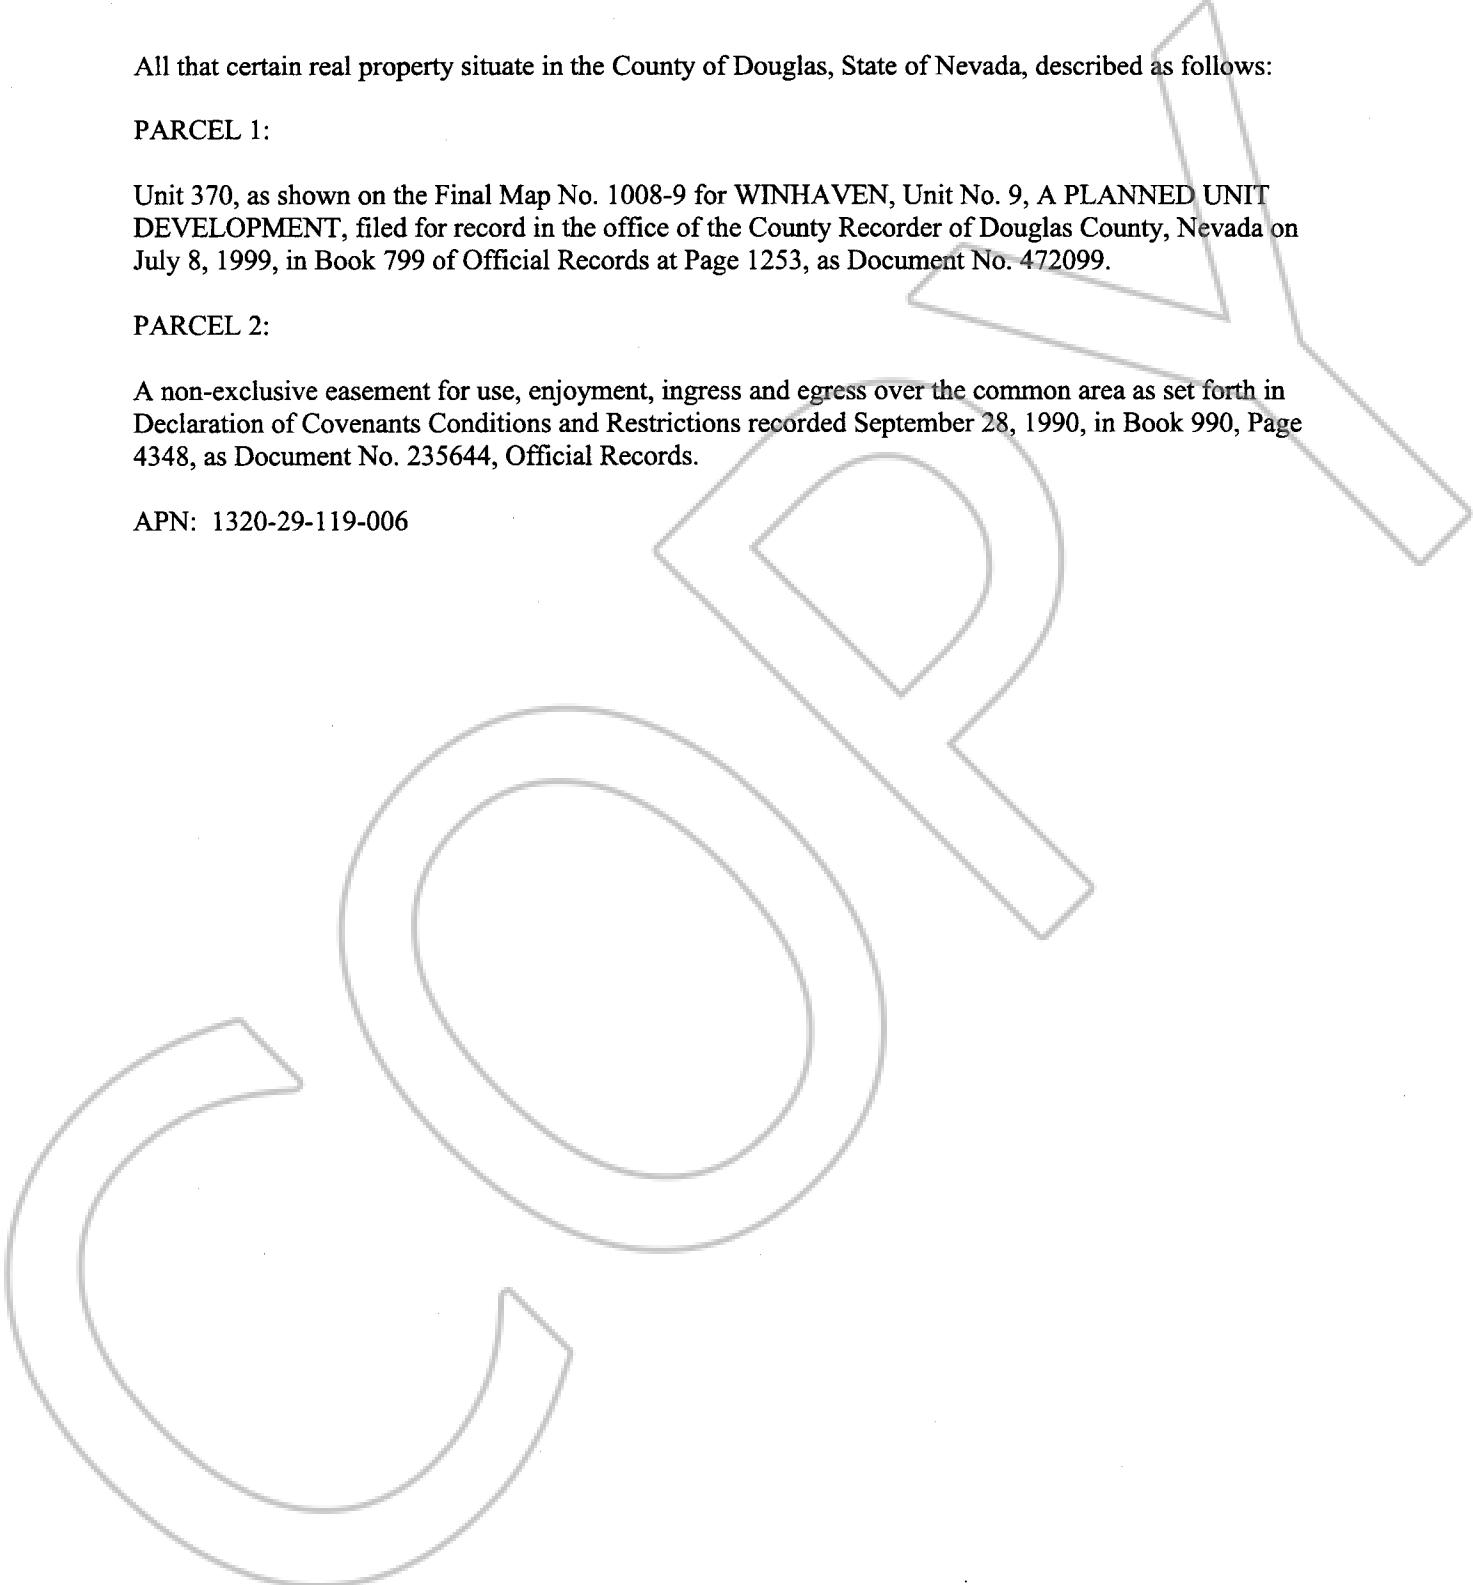 All that certain real property situate in the County of Douglas, State of Nevada, described as follows:
PARCEL 1:
Unit 370, as shown on the Final Map No. 1008-9 for WINHAVEN, Unit No. 9, A PLANNED UNIT
DEVELOPMENT, filed for record in the office of the County Recorder of Douglas County, Nevada on
July 8, 1999, in Book 799 of Official Records at Page 1253, as Document No. 472099.
PARCEL 2:
A non-exclusive easement for use, enjoyment, ingress and egress over the common area as set forth in
Declaration of Covenants Conditions and Restrictions recorded September 28, 1990, in Book 990, Page
4348, as Document No. 235644, Official Records.
APN: 1320-29-119-006
COPY